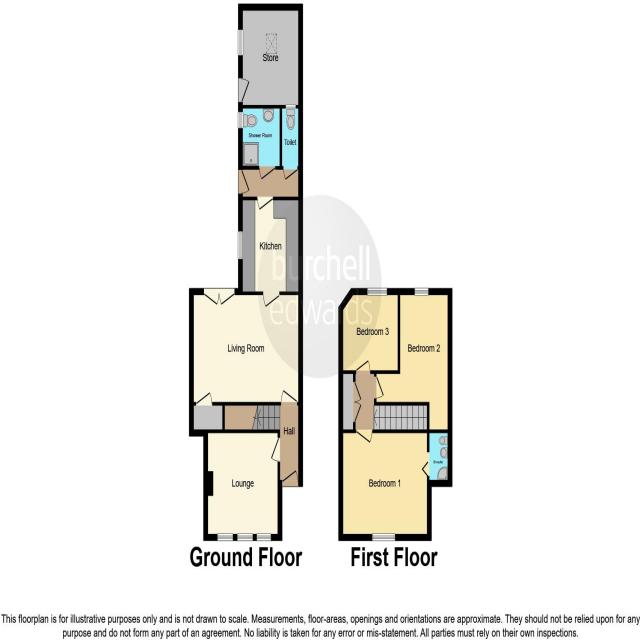 Store
Shower Room
Toilet
Kitchen
burchell
edwards
Living Room
Bedroom 3
Bedroom 2
Hall
Lounge
Bedroom 1
Ensuite
Ground Floor
First Floor
This floorplan is for illustrative purposes only and is not drawn to scale. Measurements, floor-areas, openings and orientations are approximate. They should not be relied upon for any
purpose and do not form any part of an agreement. No liability is taken for any error or mis-statement. All parties must rely on their own inspections.